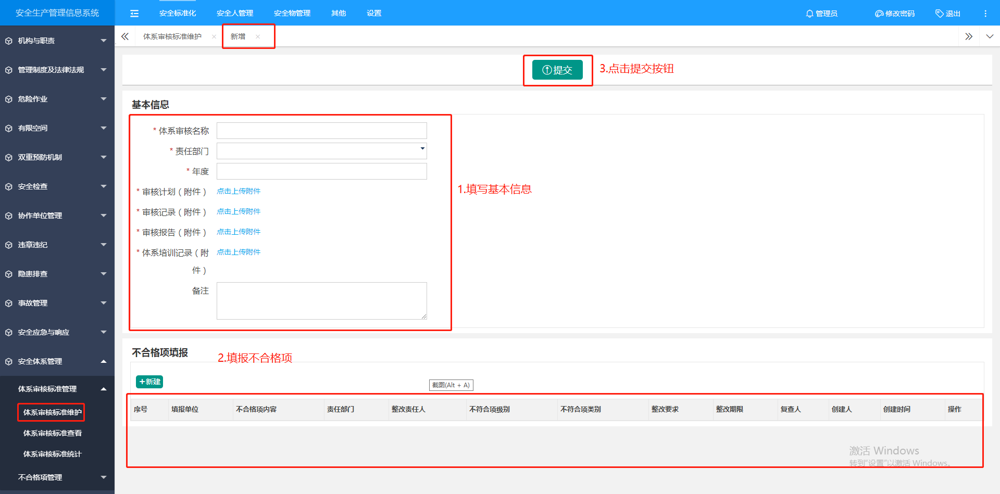 安全生产管理信息系统
安全标准化 安全人管理 安全物管理 其他 设置
管理员 修改密码 退出
机构与职责
管理制度及法律法规
危险作业
有限空间
双重预防机制
安全检查
协作单位管理
违章违纪
隐患排查
事故管理
安全应急与响应
安全体系管理
体系审核标准管理
体系审核标准维护
体系审核标准查看
体系审核标准统计
不合格项管理
体系审核标准维护 × 新增 ×
提交 3.点击提交按钮
基本信息
* 体系审核名称
* 责任部门
* 年度
* 审核计划（附件） 点击上传附件
* 审核记录（附件） 点击上传附件
* 审核报告（附件） 点击上传附件
* 体系培训记录（附 点击上传附件
件）
备注
1.填写基本信息
不合格项填报
2.填报不合格项
+新建
截图(Alt + A)
序号 填报单位 不合格项内容 责任部门 整改责任人 不符合项级别 不符合项类别 整改要求 整改期限 复查人 创建人 创建时间 操作
激活 Windows
转到“设置”以激活 Windows。